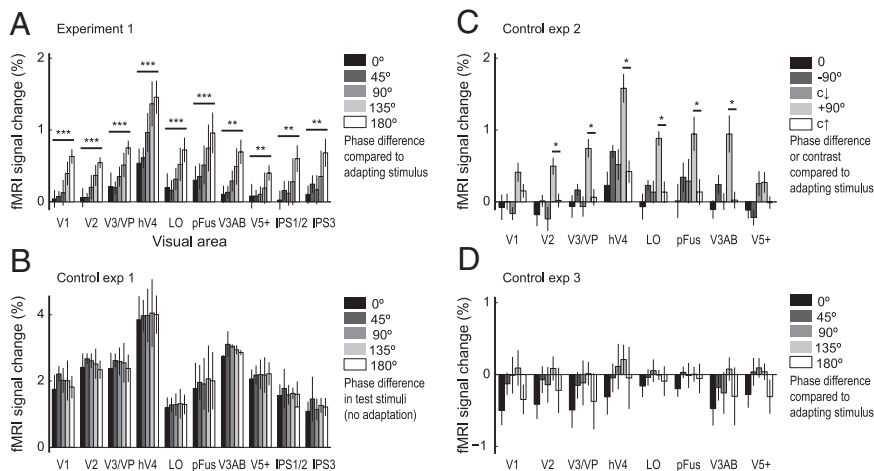 A
Experiment 1
fMRI signal change (%)
2
1
0
***
***
***
***
***
***
**
**
**
**
V1
V2
V3/VP
hV4
LO
pFus
V3AB
V5+
IPS1/2
IPS3
Visual area
0º
45º
90º
135º
180º
Phase difference
compared to
adapting stimulus
B
Control exp 1
fMRI signal change (%)
4
2
0
V1
V2
V3/VP
hV4
LO
pFus
V3AB
V5+
IPS1/2
IPS3
0º
45º
90º
135º
180º
Phase difference
in test stimuli
(no adaptation)
C
Control exp 2
fMRI signal change (%)
2
1
0
*
*
*
*
*
*
V1
V2
V3/VP
hV4
LO
pFus
V3AB
V5+
0
-90º
c↓
+90º
c↑
Phase difference
or contrast
compared to
adapting stimulus
D
Control exp 3
fMRI signal change (%)
1
0
−1
V1
V2
V3/VP
hV4
LO
pFus
V3AB
V5+
0º
45º
90º
135º
180º
Phase difference
compared to
adapting stimulus